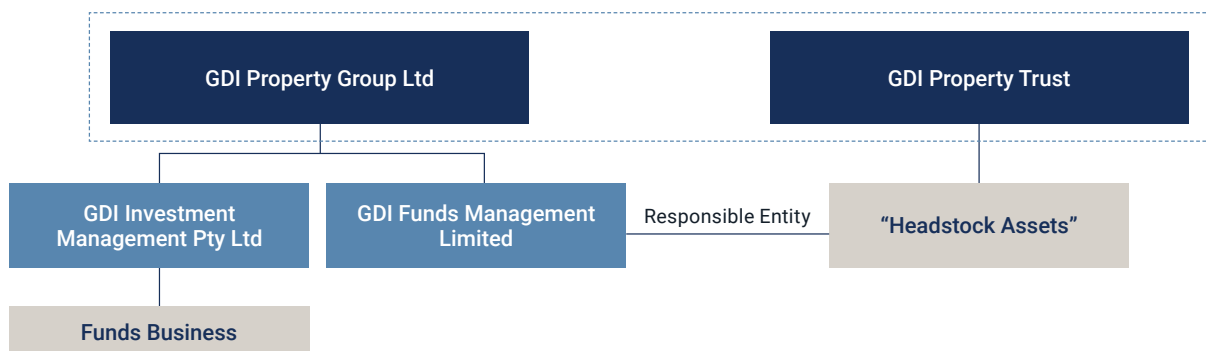 GDI Property Group Ltd
GDI Property Trust
GDI Investment
Management Pty Ltd
GDI Funds Management
Limited
Responsible Entity
“Headstock Assets”
Funds Business